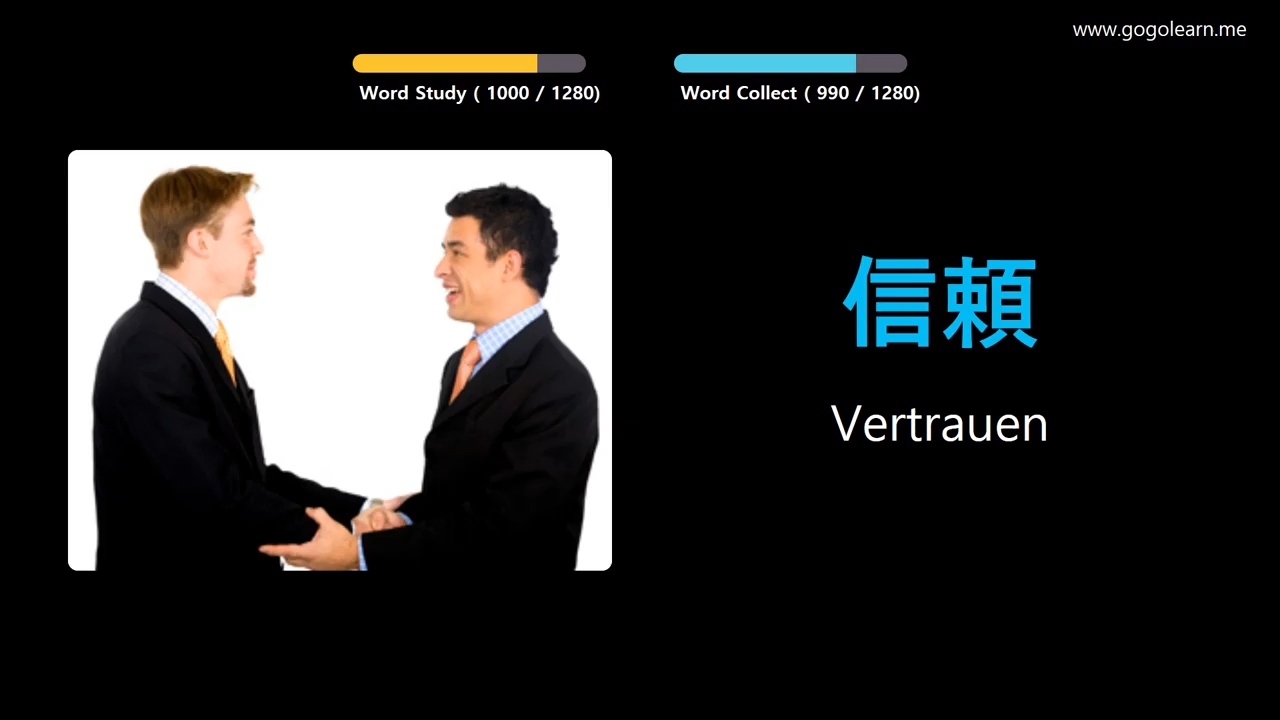 www.gogolearn.me
Word Study ( 1000 / 1280)
Word Collect ( 990 / 1280)
信頼
Vertrauen